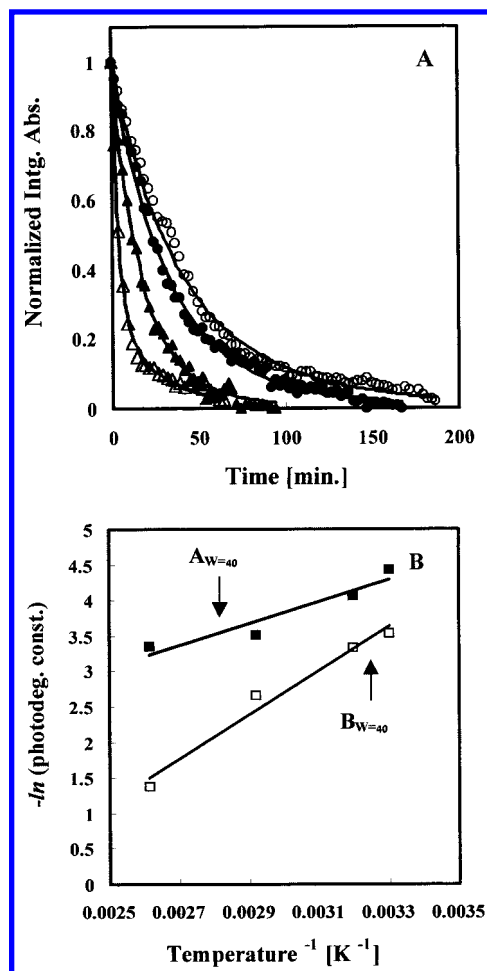 A
Normalized Intg. Abs.
1
0.8
0.6
0.4
0.2
0
0 50 100 150 200
Time [min.]
B
-ln (photodeg. const.)
5
4.5
4
3.5
3
2.5
2
1.5
1
0.5
0
A W=40
B W=40
0.0025 0.0027 0.0029 0.0031 0.0033 0.0035
Temperature -1 [K -1]